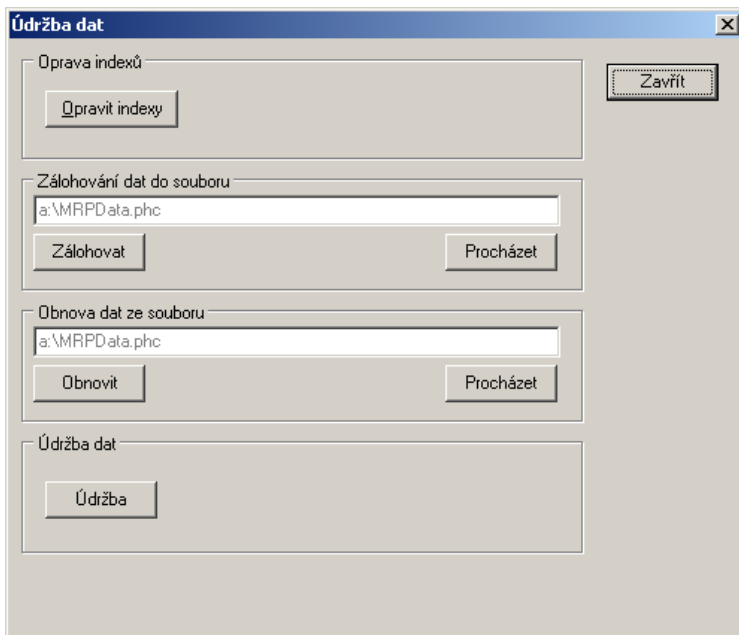 Údržba dat
Oprava indexů
Zavřít
Opravit indexy
Zálohování dat do souboru
a:\MRPData.phc
Zálohovat
Procházet
Obnova dat ze souboru
a:\MRPData.phc
Obnovit
Procházet
Údržba dat
Údržba